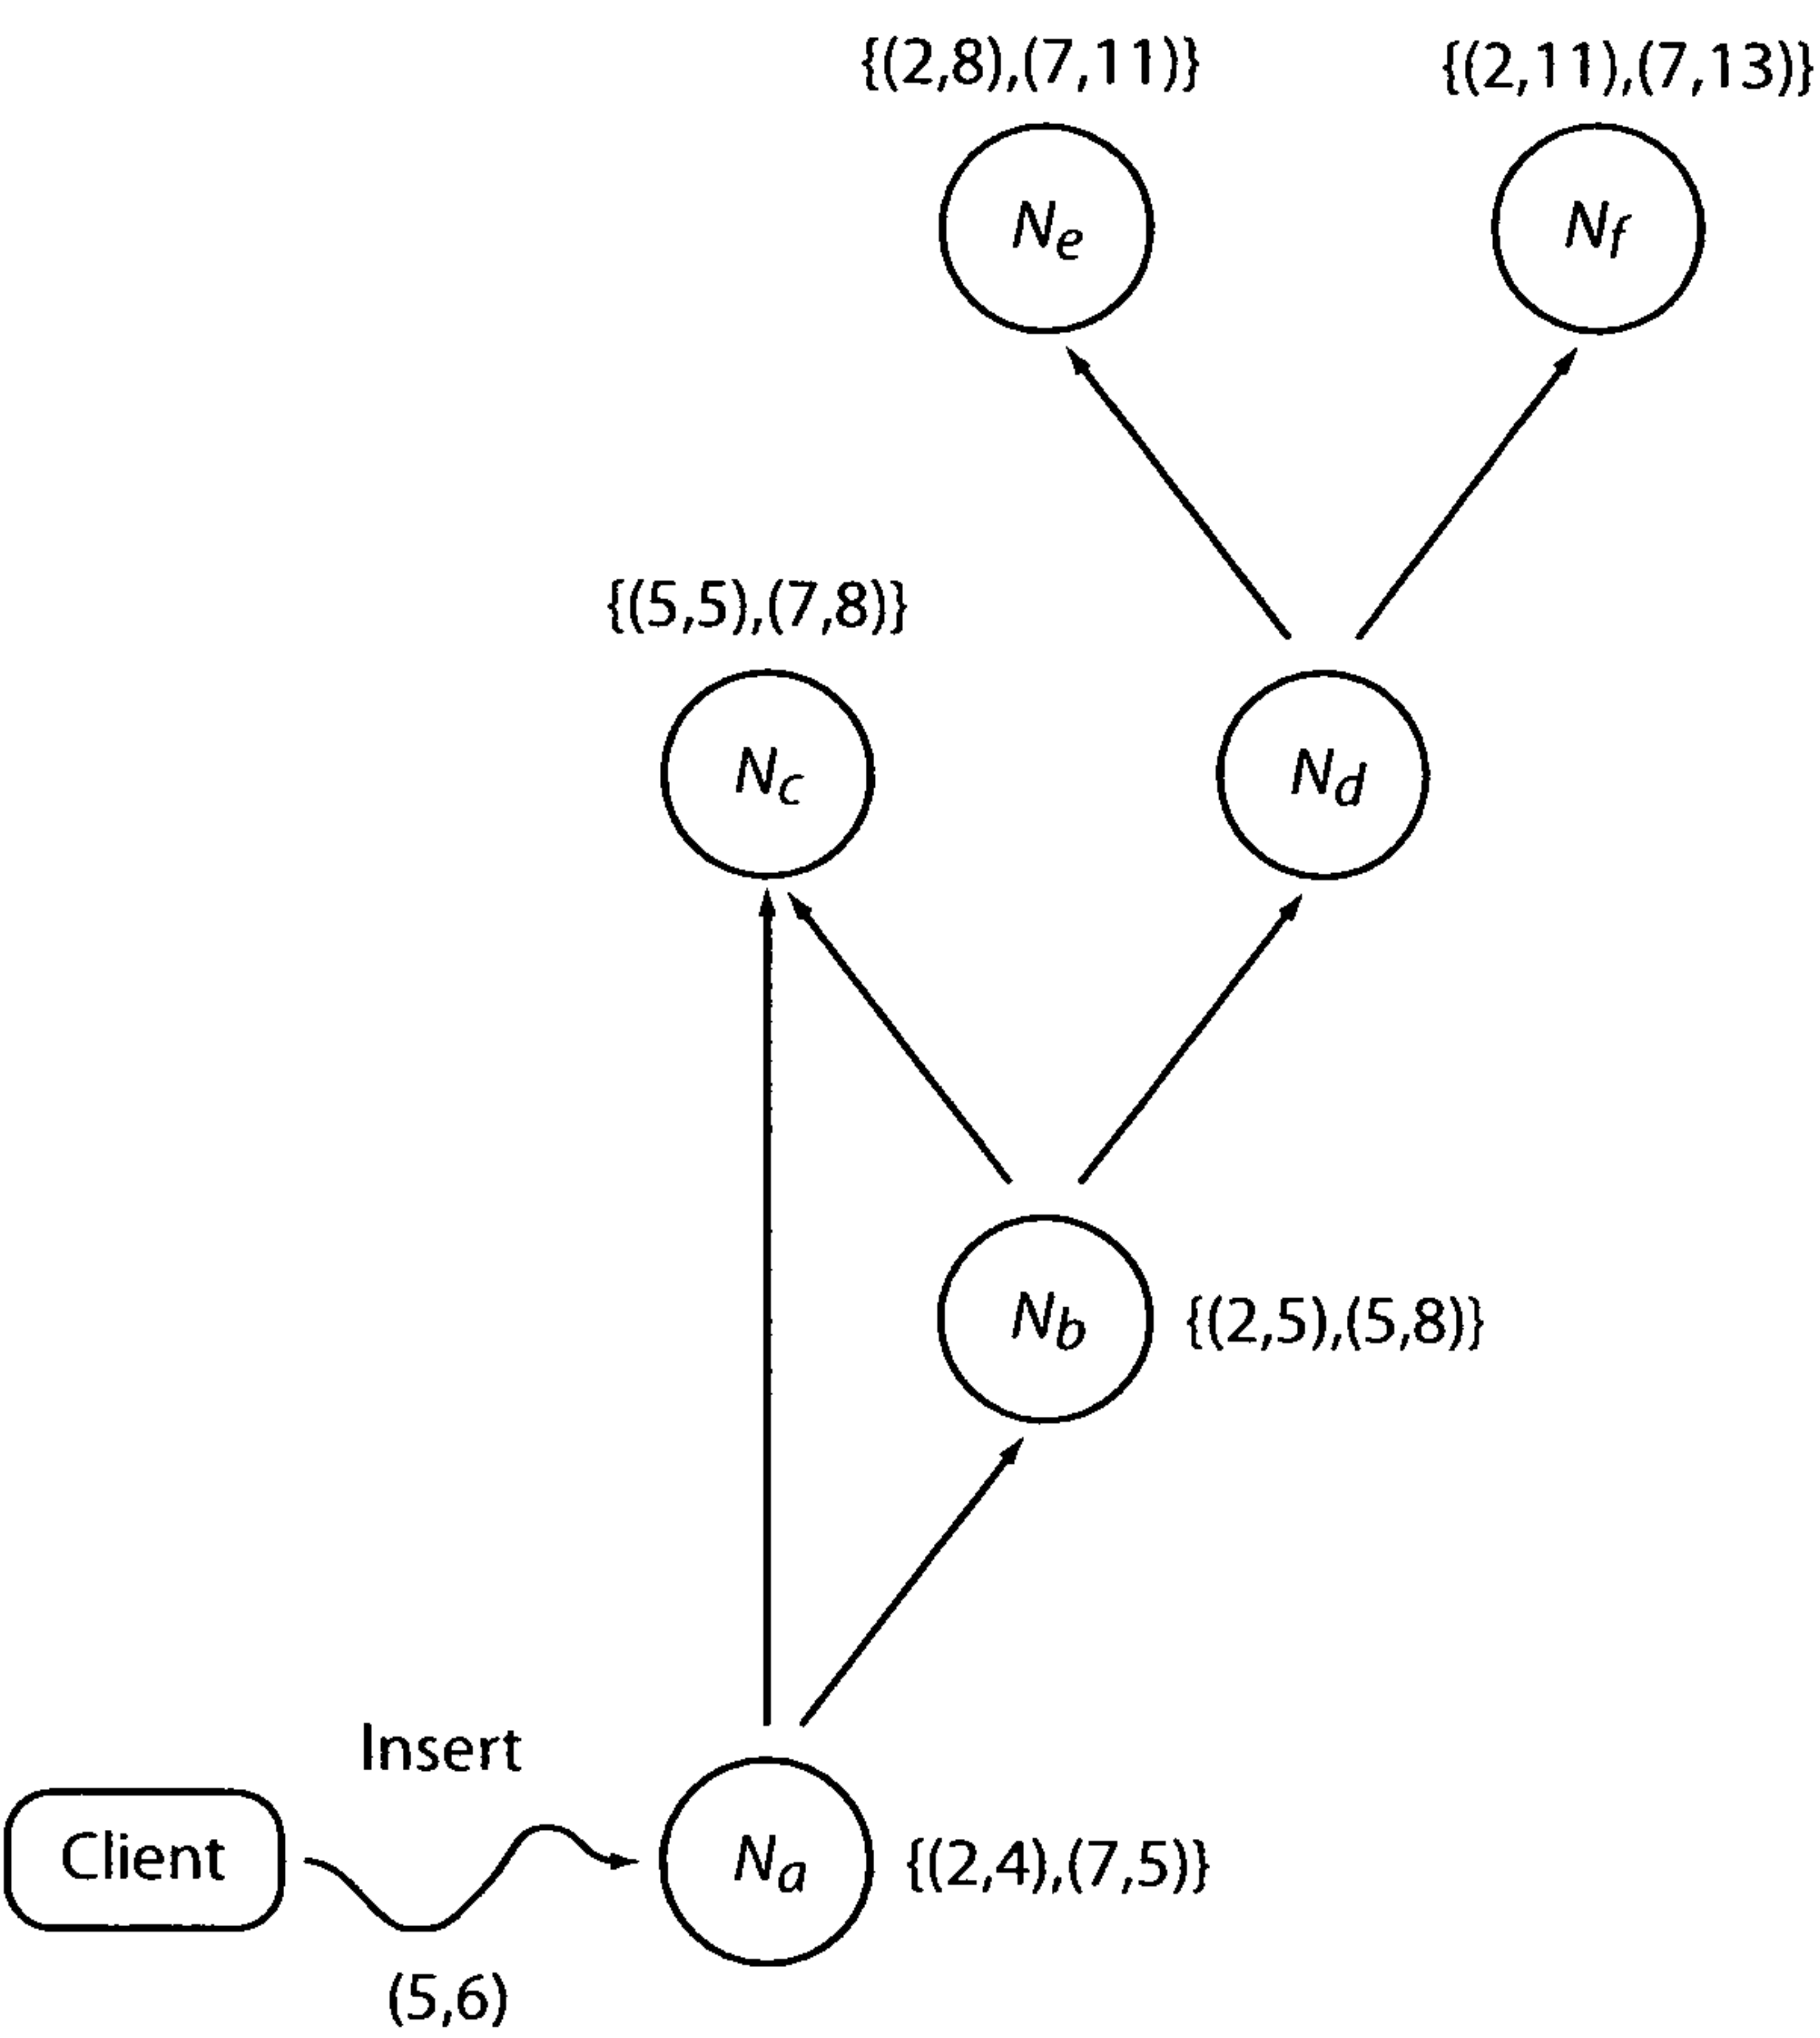 {(2,8),(7,11)}
{(2,11),(7,13)}
Ne
Nf
{(5,5),(7,8)}
Nc
Nd
Nb
{(2,5),(5,8)}
Insert
Client
Na
{(2,4),(7,5)}
(5,6)